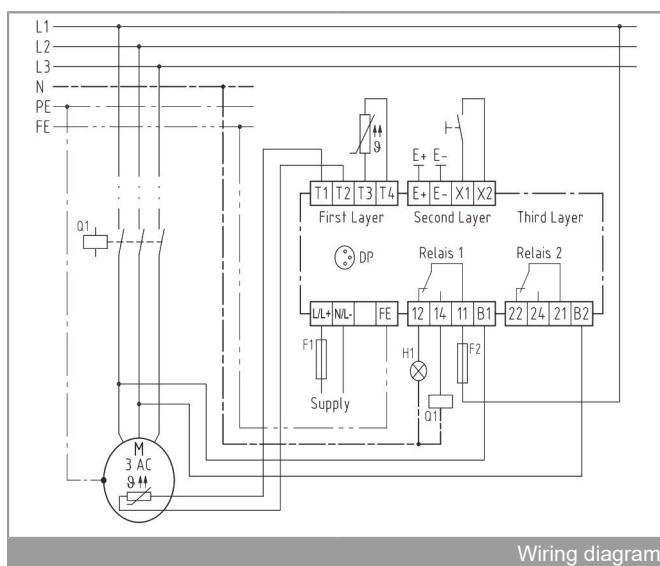 L1
L2
L3
N
PE
FE
ϑ
E+ E-
T1 T2 T3 T4 E+ E- X1 X2
First Layer Second Layer Third Layer
Q1
DP
Relais 1 Relais 2
L/L+ N/L- FE 12 14 11 B1 22 24 21 B2
F1 H1 F2
Supply Q1
M
3 AC
ϑ
Wiring diagram